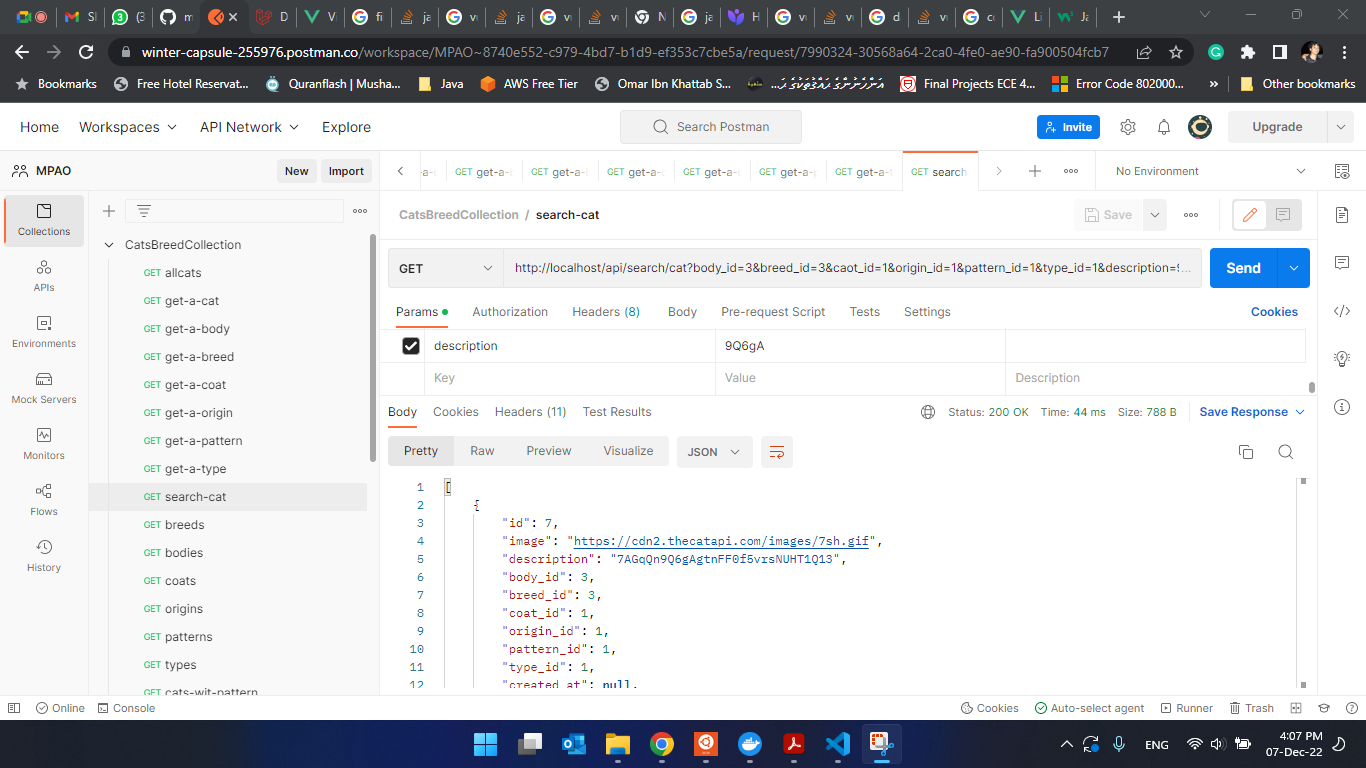 SI
(3
m
D
V
fi
ja
vu
ja
vu
vu
N
ja
H
vu
vu
d
vu
co
Li
Ja
winter-capsule-255976.postman.co/workspace/MPAO~8740e552-c979-4bd7-b1d9-ef353c7cbe5a/request/7990324-30568a64-2ca0-4fe0-ae90-fa900504fcb7
Bookmarks
Free Hotel Reservat...
Quranflash | Musha...
Java
AWS Free Tier
Omar Ibn Khattab S...
Final Projects ECE 4...
Error Code 802000...
»
Other bookmarks
Home
Workspaces
API Network
Explore
Search Postman
Invite
Upgrade
MPAO
New
Import
GET get-a-
GET get-a-
GET get-a-
GET get-a-
GET get-a-
GET get-a-
GET search
No Environment
Collections
APIs
Environments
Mock Servers
Monitors
Flows
History
CatsBreedCollection
GET allcats
GET get-a-cat
GET get-a-body
GET get-a-breed
GET get-a-coat
GET get-a-origin
GET get-a-pattern
GET get-a-type
GET search-cat
GET breeds
GET bodies
GET coats
GET origins
GET patterns
GET types
GET cats-wit-pattern
CatsBreedCollection / search-cat
Save
GET
http://localhost/api/search/cat?body_id=3&breed_id=3&caot_id=1&origin_id=1&pattern_id=1&type_id=1&description=9...
Send
Params
Authorization
Headers (8)
Body
Pre-request Script
Tests
Settings
Cookies
description
9Q6gA
Key
Value
Description
Body
Cookies
Headers (11)
Test Results
Status: 200 OK
Time: 44 ms
Size: 788 B
Save Response
Pretty
Raw
Preview
Visualize
JSON
1 [
2 {
3 "id": 7,
4 "image": "https://cdn2.thecatapi.com/images/7sh.gif",
5 "description": "7AGqQn9Q6gAgtnFF0f5vrsNUHT1Q13",
6 "body_id": 3,
7 "breed_id": 3,
8 "coat_id": 1,
9 "origin_id": 1,
10 "pattern_id": 1,
11 "type_id": 1,
12 "created_at": null,
Online
Console
Cookies
Auto-select agent
Runner
Trash
ENG
4:07 PM
07-Dec-22